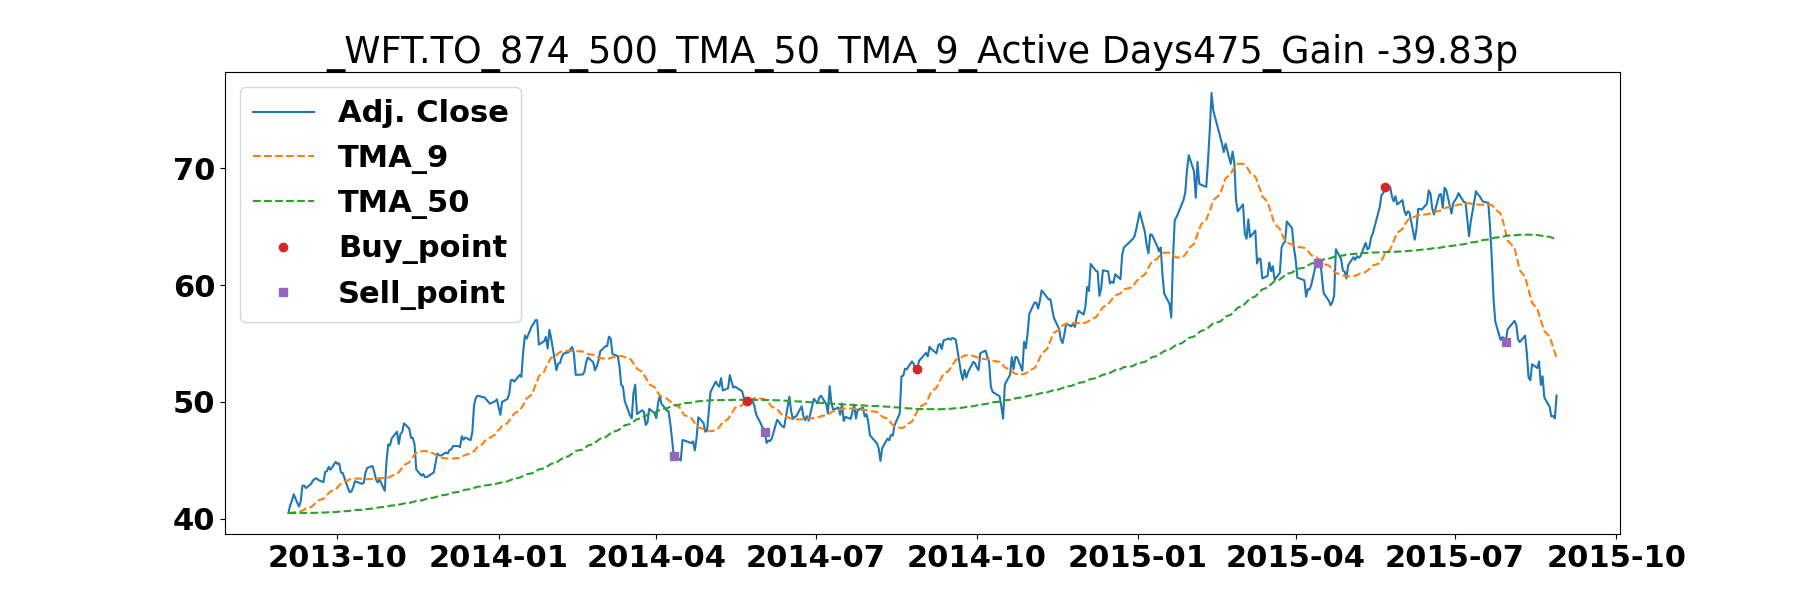 _WFT.TO_874_500_TMA_50_TMA_9_Active Days475_Gain -39.83p
Adj. Close
TMA_9
TMA_50
Buy_point
Sell_point
70
60
50
40
2013-10 2014-01 2014-04 2014-07 2014-10 2015-01 2015-04 2015-07 2015-10